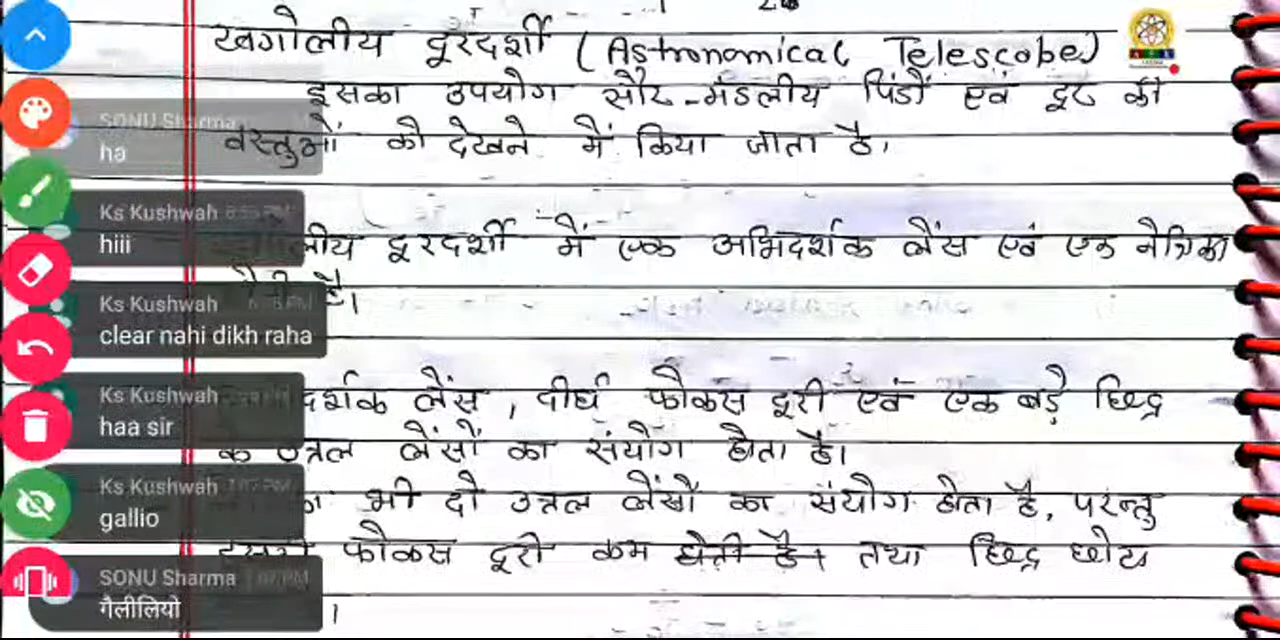 खगोलीय दूरदर्शी (Astronomical Telescobe)
इसका उपयोग सौर-मंडलीय पिंडों एवं दूर की
वस्तुओं को देखने में किया जाता है।
लीय दूरदर्शी में एक अभिदर्शक लेंस एवं एक नेत्रिका
है।
दर्शक लेंस, दीर्घ फोकस दूरी एवं एक बड़े छिद्र
के उत्तल लेंसों का संयोग होता है।
भी दो उत्तल लेंसों का संयोग होता है, परन्तु
फोकस दूरी कम होती है। तथा छिद्र छोटा
।
SONU Sharma
ha
Ks Kushwah
hiii
Ks Kushwah
clear nahi dikh raha
Ks Kushwah
haa sir
Ks Kushwah
gallio
SONU Sharma
गैलीलियो